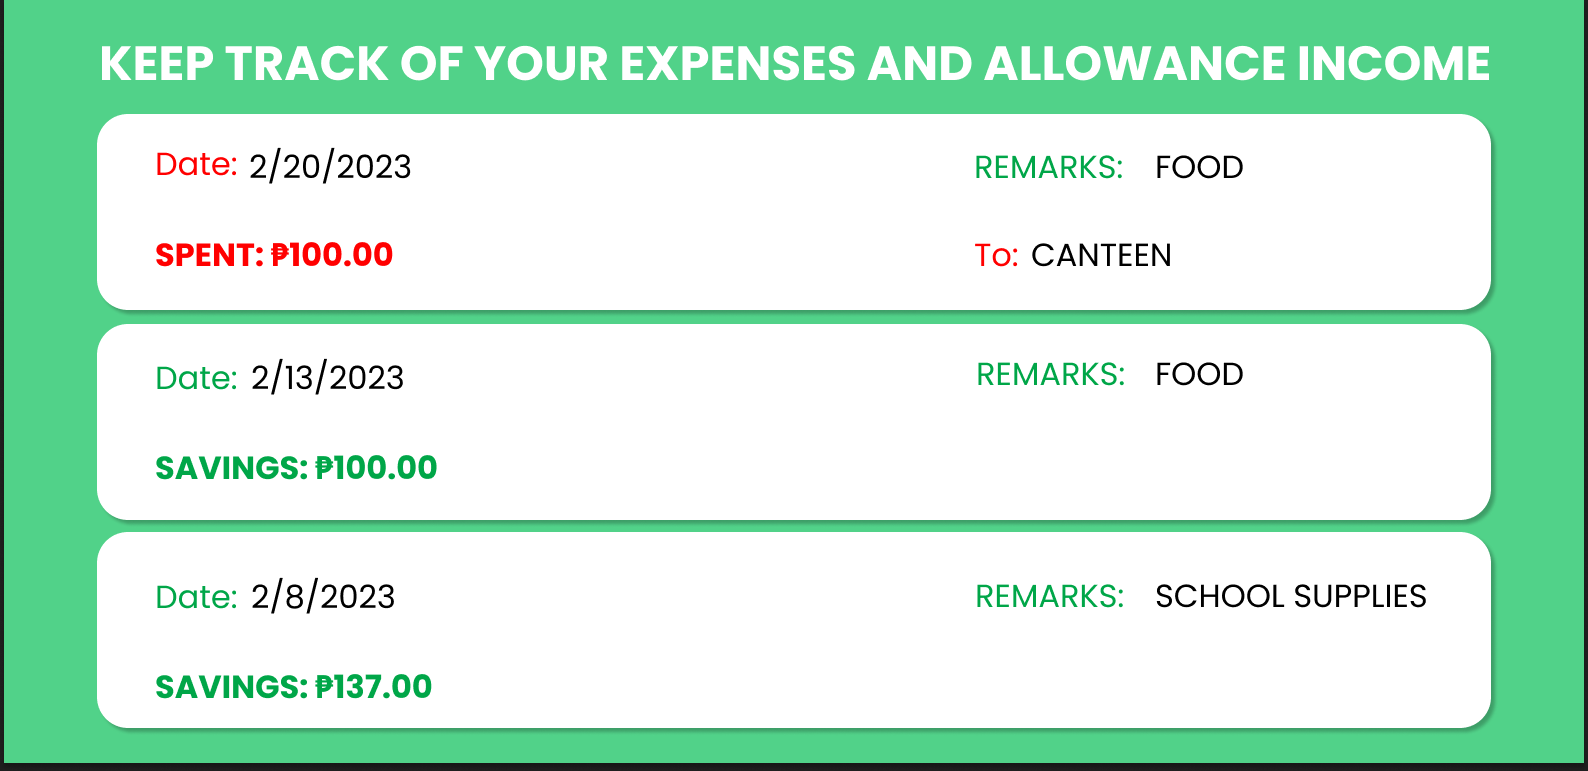 KEEP TRACK OF YOUR EXPENSES AND ALLOWANCE INCOME
Date: 2/20/2023
REMARKS: FOOD
SPENT: ₱100.00
To: CANTEEN
Date: 2/13/2023
REMARKS: FOOD
SAVINGS: ₱100.00
Date: 2/8/2023
REMARKS: SCHOOL SUPPLIES
SAVINGS: ₱137.00